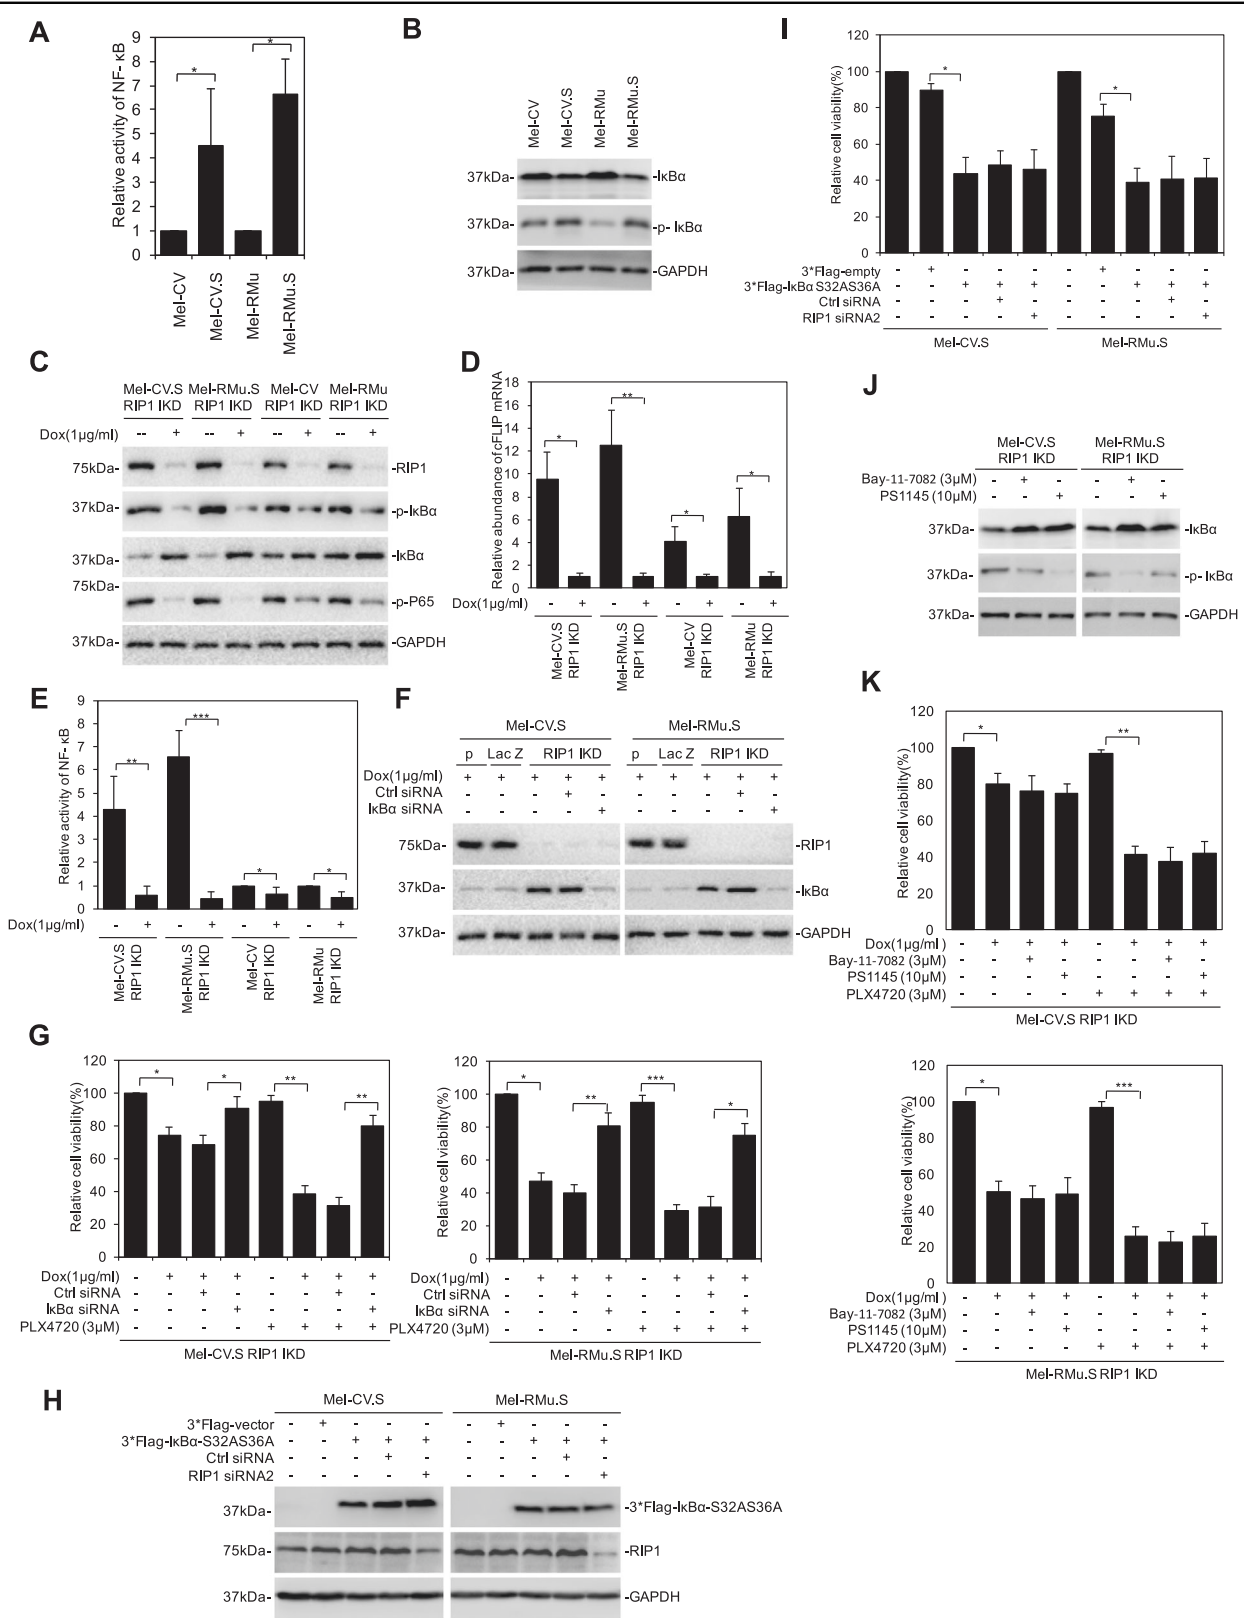 A
Relative activity of NF- κB
9
8
7
6
5
4
3
2
1
0
*
*
Mel-CV
Mel-CV.S
Mel-RMu
Mel-RMu.S
B
Mel-CV
Mel-CV.S
Mel-RMu
Mel-RMu.S
37kDa- -IκBα
37kDa- -p- IκBα
37kDa- -GAPDH
C
Mel-CV.S Mel-RMu.S Mel-CV Mel-RMu
RIP1 IKD RIP1 IKD RIP1 IKD RIP1 IKD
Dox(1µg/ml) -- + -- + -- + -- +
75kDa- -RIP1
37kDa- -p-IκBα
37kDa- -IκBα
75kDa-
-p-P65
37kDa- -GAPDH
D
Relative abundance of cFLIP mRNA
18
16
14
12
10
8
6
4
2
0
* ** * *
Dox(1µg/ml) - + - + - + - +
Mel-CV.S
RIP1 IKD
Mel-RMu.S
RIP1 IKD
Mel-CV
RIP1 IKD
Mel-RMu
RIP1 IKD
E
Relative activity of NF- κB
9
8
7
6
5
4
3
2
1
0
** *** * *
Dox(1µg/ml) - + - + - + - +
Mel-CV.S
RIP1 IKD
Mel-RMu.S
RIP1 IKD
Mel-CV
RIP1 IKD
Mel-RMu
RIP1 IKD
F
Mel-CV.S Mel-RMu.S
p Lac Z RIP1 IKD p Lac Z RIP1 IKD
Dox(1µg/ml) + + + + + + + + + +
Ctrl siRNA - - - + - - - - + -
IκBα siRNA - - - - + - - - - +
75kDa- -RIP1
37kDa- -IκBα
37kDa- -GAPDH
G
Relative cell viability(%)
120
100
80
60
40
20
0
* * ** **
Dox(1µg/ml) - + + + - + + +
Ctrl siRNA - - + - - - + -
IκBα siRNA - - - + - - - +
PLX4720 (3µM) - - - - + + + +
Mel-CV.S RIP1 IKD
Relative cell viability(%)
120
100
80
60
40
20
0
* ** *** *
Dox(1µg/ml) - + + + - + + +
Ctrl siRNA - - + - - - + -
IκBα siRNA - - - + - - - +
PLX4720 (3µM) - - - - + + + +
Mel-RMu.S RIP1 IKD
H
Mel-CV.S Mel-RMu.S
3*Flag-vector - + - - - - + - - -
3*Flag-IκBα-S32AS36A - - + + + - - + + +
Ctrl siRNA - - - + - - - - + -
RIP1 siRNA2 - - - - + - - - - +
37kDa- -3*Flag-IκBα-S32AS36A
75kDa- -RIP1
37kDa- -GAPDH
I
Relative cell viability(%)
120
100
80
60
40
20
0
* *
3*Flag-empty - + - - - - + - - -
3*Flag-IκBα S32AS36A - - + + + - - + + +
Ctrl siRNA - - - + - - - - + -
RIP1 siRNA2 - - - - + - - - - +
Mel-CV.S Mel-RMu.S
J
Mel-CV.S Mel-RMu.S
RIP1 IKD RIP1 IKD
Bay-11-7082 (3µM) - + - - + -
PS1145 (10µM) - - + - - +
37kDa- -IκBα
37kDa- -p- IκBα
37kDa- -GAPDH
K
Relative cell viability(%)
120
100
80
60
40
20
0
* **
Dox(1µg/ml) - + + + - + + +
Bay-11-7082 (3µM) - - + - - - + -
PS1145 (10µM) - - - + - - - +
PLX4720 (3µM) - - - - + + + +
Mel-CV.S RIP1 IKD
Relative cell viability(%)
120
100
80
60
40
20
0
* ***
Dox(1µg/ml) - + + + - + + +
Bay-11-7082 (3µM) - - + - - - + -
PS1145 (10µM) - - - + - - - +
PLX4720 (3µM) - - - - + + + +
Mel-RMu.S RIP1 IKD